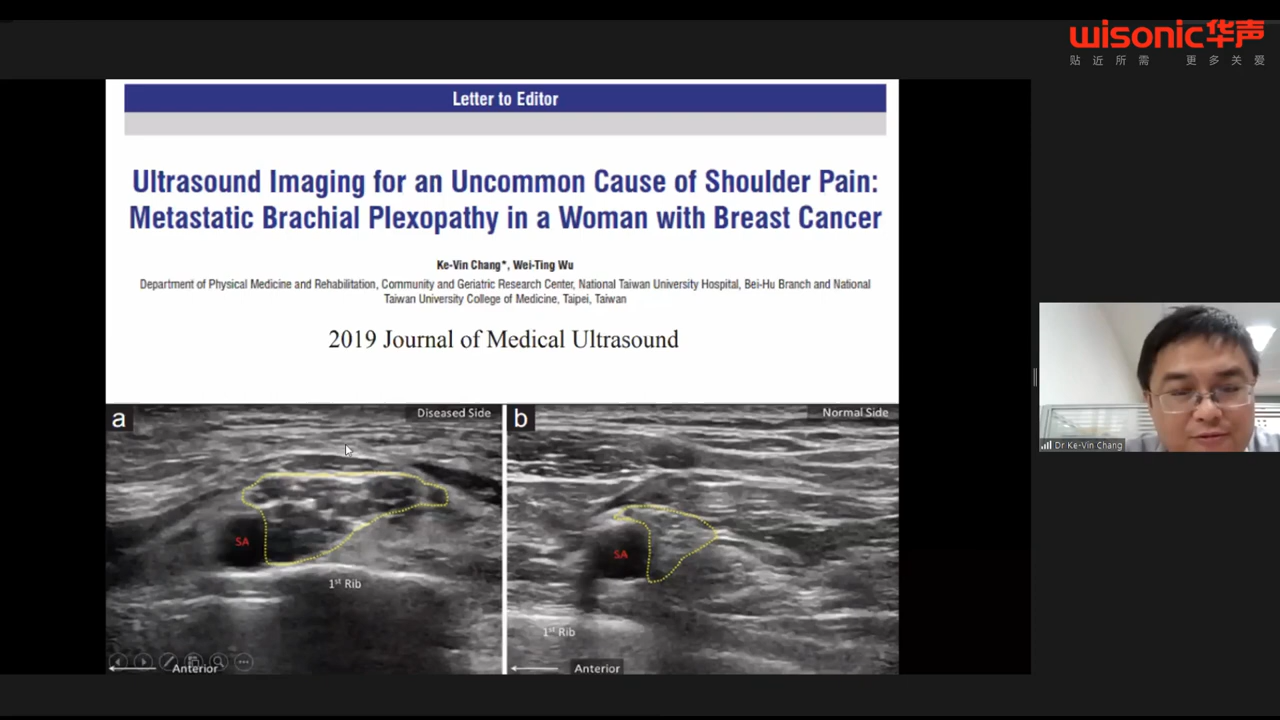 wisonic华声
贴近所需 更多关爱
Letter to Editor
Ultrasound Imaging for an Uncommon Cause of Shoulder Pain:
Metastatic Brachial Plexopathy in a Woman with Breast Cancer
Ke-Vin Chang*, Wei-Ting Wu
Department of Physical Medicine and Rehabilitation, Community and Geriatric Research Center, National Taiwan University Hospital, Bei-Hu Branch and National
Taiwan University College of Medicine, Taipei, Taiwan
2019 Journal of Medical Ultrasound
a
Diseased Side
SA
1st Rib
Anterior
b
Normal Side
SA
1st Rib
Anterior
Dr Ke-Vin Chang